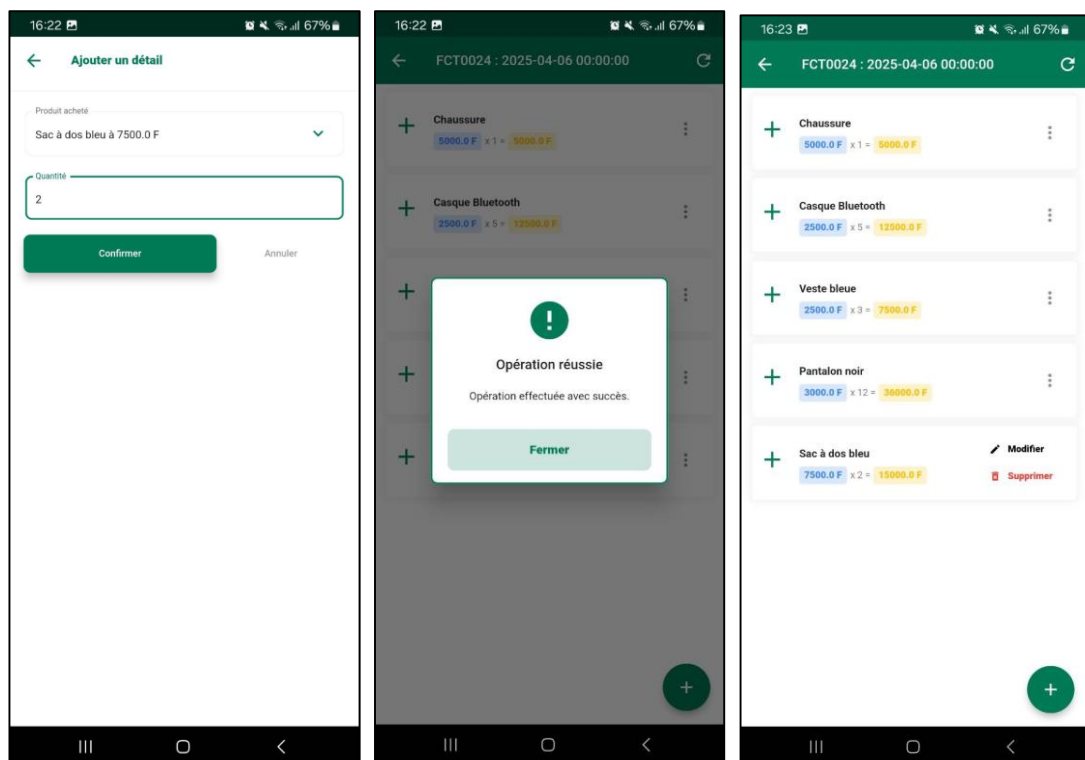 16:22
67%
Ajouter un détail
Produit acheté
Sac à dos bleu à 7500.0 F
Quantité
2
Confirmer
Annuler
16:22
67%
FCT0024 : 2025-04-06 00:00:00
Chaussure
5000.0 F x 1 = 5000.0 F
Casque Bluetooth
2500.0 F x 5 = 12500.0 F
Opération réussie
Opération effectuée avec succès.
Fermer
16:23
67%
FCT0024 : 2025-04-06 00:00:00
Chaussure
5000.0 F x 1 = 5000.0 F
Casque Bluetooth
2500.0 F x 5 = 12500.0 F
Veste bleue
2500.0 F x 3 = 7500.0 F
Pantalon noir
3000.0 F x 12 = 36000.0 F
Sac à dos bleu
7500.0 F x 2 = 15000.0 F
Modifier
Supprimer